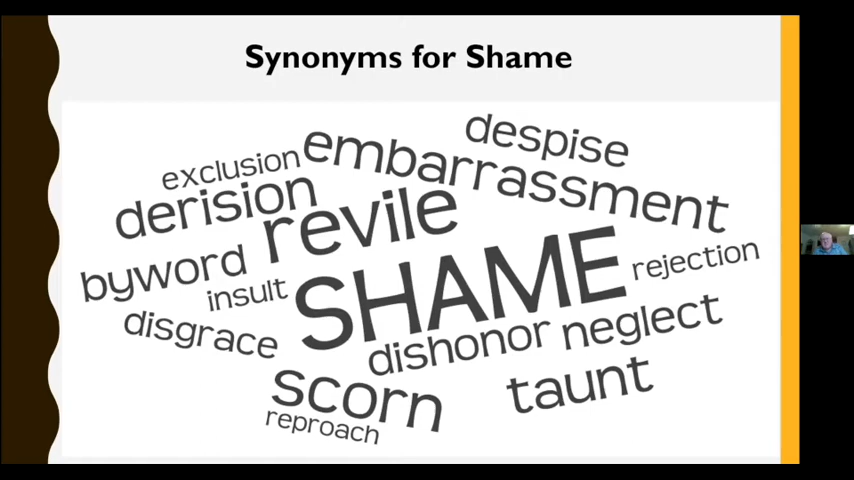 Synonyms for Shame
despise
embarrassment
exclusion
derision
revile
byword
insult
SHAME
rejection
disgrace
dishonor
neglect
scorn
taunt
reproach